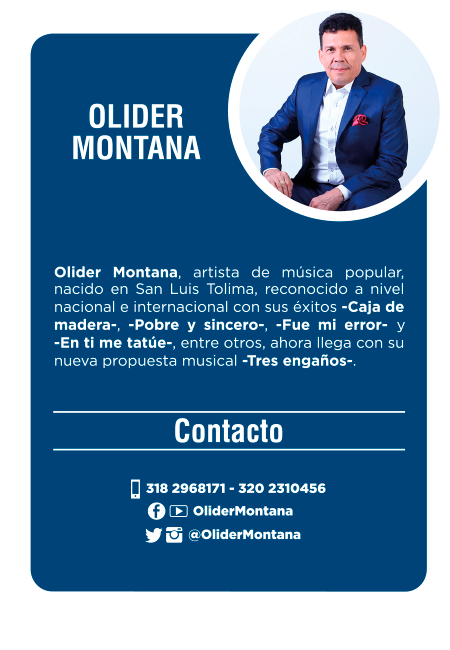 OLIDER
MONTANA
Olider Montana, artista de música popular,
nacido en San Luis Tolima, reconocido a nivel
nacional e internacional con sus éxitos -Caja de
madera-, -Pobre y sincero-, -Fue mi error- y
-En ti me tatúe-, entre otros, ahora llega con su
nueva propuesta musical -Tres engaños-.
Contacto
318 2968171 - 320 2310456
OliderMontana
@OliderMontana